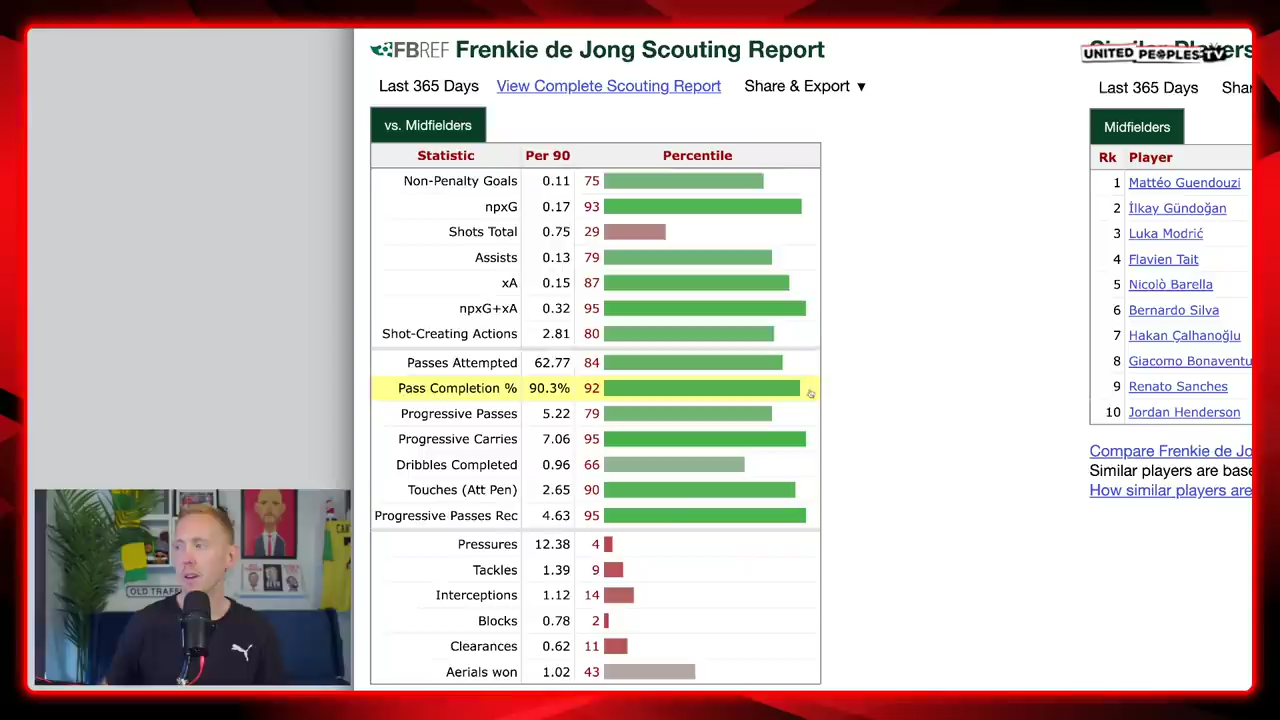 FBREF Frenkie de Jong Scouting Report
Last 365 Days View Complete Scouting Report Share & Export ▼
vs. Midfielders
Statistic Per 90 Percentile
Non-Penalty Goals 0.11 75
npxG 0.17 93
Shots Total 0.75 29
Assists 0.13 79
xA 0.15 87
npxG+xA 0.32 95
Shot-Creating Actions 2.81 80
Passes Attempted 62.77 84
Pass Completion % 90.3% 92
Progressive Passes 5.22 79
Progressive Carries 7.06 95
Dribbles Completed 0.96 66
Touches (Att Pen) 2.65 90
Progressive Passes Rec 4.63 95
Pressures 12.38 4
Tackles 1.39 9
Interceptions 1.12 14
Blocks 0.78 2
Clearances 0.62 11
Aerials won 1.02 43
Similar Players
UNITED PEOPLES TV
Last 365 Days Shar
Midfielders
Rk Player
1 Mattéo Guendouzi
2 İlkay Gündoğan
3 Luka Modrić
4 Flavien Tait
5 Nicolò Barella
6 Bernardo Silva
7 Hakan Çalhanoğlu
8 Giacomo Bonaventu
9 Renato Sanches
10 Jordan Henderson
Compare Frenkie de Jo
Similar players are base
How similar players are
OLD TRAFF